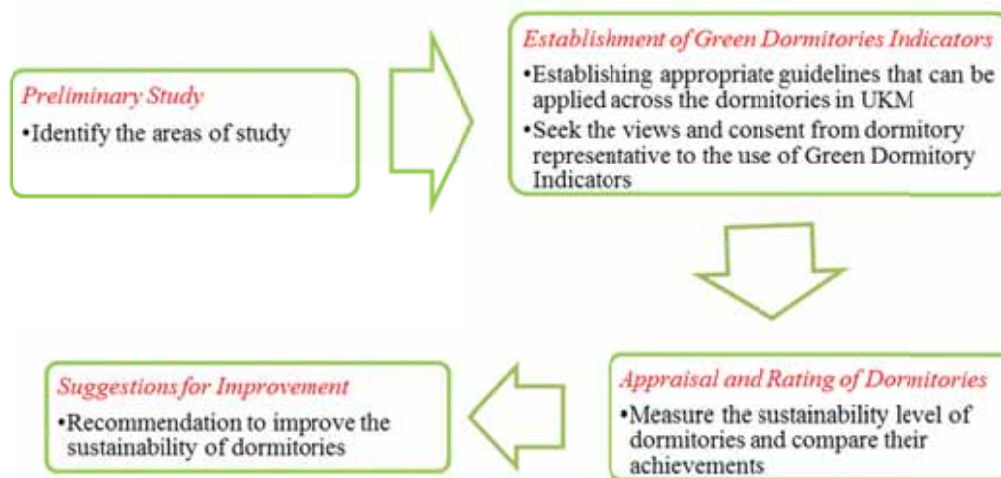 Preliminary Study
•Identify the areas of study
Establishment of Green Dormitories Indicators
•Establishing appropriate guidelines that can be
applied across the dormitories in UKM
•Seek the views and consent from dormitory
representative to the use of Green Dormitory
Indicators
Appraisal and Rating of Dormitories
•Measure the sustainability level of
dormitories and compare their
achievements
Suggestions for Improvement
•Recommendation to improve the
sustainability of dormitories